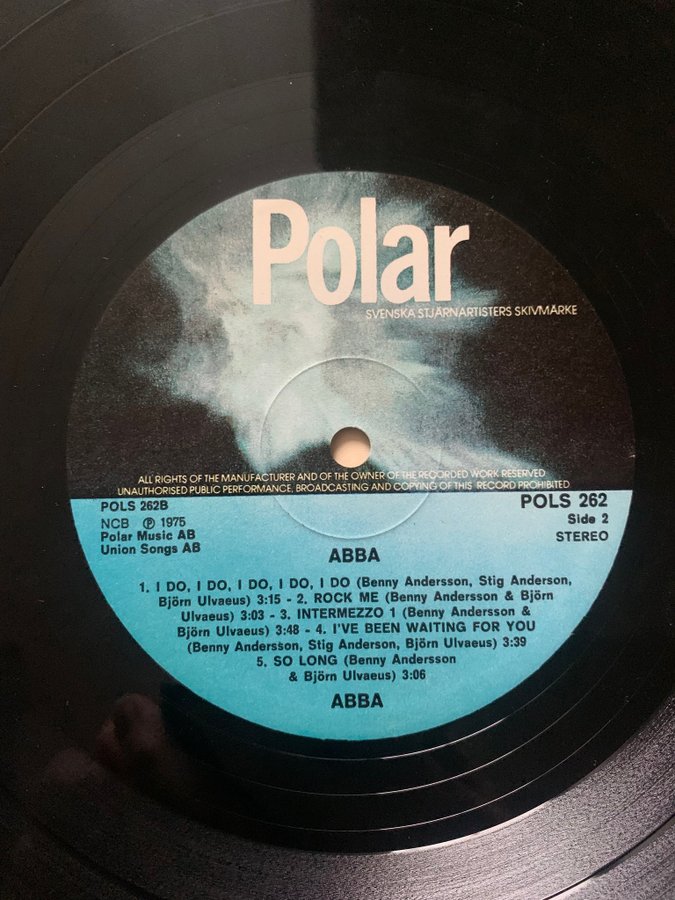 Polar
SVENSKA STJÄRNARTISTERS SKIVMÄRKE
ALL RIGHTS OF THE MANUFACTURER AND OF THE OWNER OF THE RECORDED WORK RESERVED
UNAUTHORISED PUBLIC PERFORMANCE, BROADCASTING AND COPYING OF THIS RECORD PROHIBITED
POLS 262B
NCB Ⓟ 1975
Polar Music AB
Union Songs AB
POLS 262
Side 2
STEREO
ABBA
1. I DO, I DO, I DO, I DO, I DO (Benny Andersson, Stig Anderson,
Björn Ulvaeus) 3:15 - 2. ROCK ME (Benny Andersson & Björn
Ulvaeus) 3:03 - 3. INTERMEZZO 1 (Benny Andersson &
Björn Ulvaeus) 3:48 - 4. I'VE BEEN WAITING FOR YOU
(Benny Andersson, Stig Anderson, Björn Ulvaeus) 3:39
5. SO LONG (Benny Andersson
& Björn Ulvaeus) 3:06
ABBA